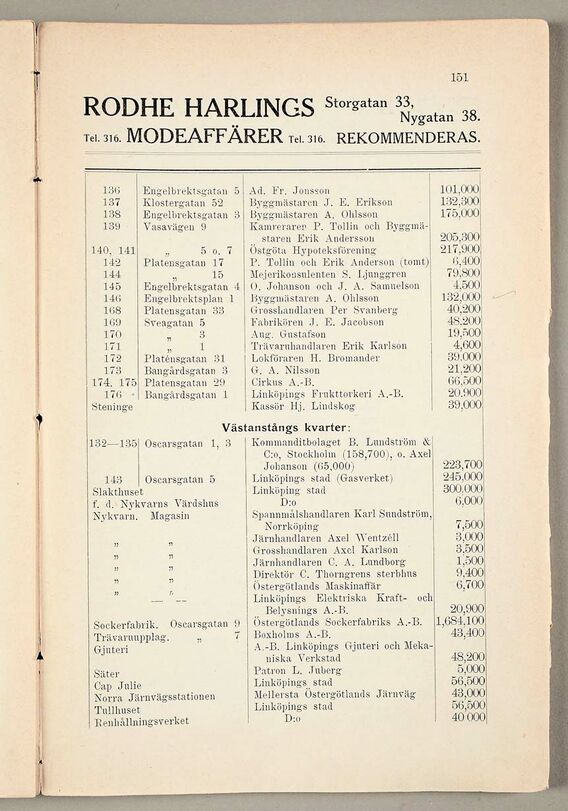 151
RODHE HARLINGS Storgatan 33,
Nygatan 38.
Tel. 316. MODEAFFÄRER Tel. 316. REKOMMENDERAS.
136 Engelbrektsgatan 5 Ad. Fr. Jonsson 101,000
137 Klostergatan 52 Byggmästaren J. E. Erikson 132,300
138 Engelbrektsgatan 3 Byggmästaren A. Ohlsson 175,000
139 Vasavägen 9 Kamrerarer P. Tollin och Byggmä-
staren Erik Andersson 205,300
140, 141 „ 5 o. 7 Östgöta Hypoteksförening 217,900
142 Platensgatan 17 P. Tollin och Erik Anderson (tomt) 6,400
144 „ 15 Mejerikonsulenten S. Ljunggren 79,800
145 Engelbrektsgatan 4 O. Johanson och J. A. Samuelson 4,500
146 Engelbrektsplan 1 Byggmästaren A. Ohlsson 132,000
168 Platensgatan 33 Grosshandlaren Per Svanberg 40,200
169 Sveagatan 5 Fabrikören J. E. Jacobson 48,200
170 „ 3 Aug. Gustafson 19,500
171 „ 1 Trävaruhandlaren Erik Karlson 4,600
172 Platensgatan 31 Lokföraren H. Bromander 39,000
173 Bangårdsgatan 3 G. A. Nilsson 21,200
174, 175 Platensgatan 29 Cirkus A.-B. 66,500
176 Bangårdsgatan 1 Linköpings Frukttorkeri A.-B. 20,900
Steninge Kassör Hj. Lindskog 39,000
Västanstångs kvarter:
132—135 Oscarsgatan 1, 3 Kommanditbolaget B. Lundström &
C:o, Stockholm (158,700), o. Axel
Johanson (65,000) 223,700
143 Oscarsgatan 5 Linköpings stad (Gasverket) 245,000
Slakthuset Linköping stad 300,000
f. d. Nykvarns Värdshus D:o 6,000
Nykvarn. Magasin Spannmålshandlaren Karl Sundström,
Norrköping 7,500
„ „ Järnhandlaren Axel Wentzéll 3,000
„ „ Grosshandlaren Axel Karlson 3,500
„ „ Järnhandlaren C. A. Lundborg 1,500
„ „ Direktör C. Thorngrens sterbhus 9,400
„ „ Östergötlands Maskinaffär 6,700
— — Linköpings Elektriska Kraft- och
Belysnings A.-B. 20,900
Sockerfabrik. Oscarsgatan 9 Östergötlands Sockerfabriks A.-B. 1,684,100
Trävaruupplag. „ 7 Boxholms A.-B. 43,400
Gjuteri A.-B. Linköpings Gjuteri och Meka-
niska Verkstad 48,200
Säter Patron L. Juberg 5,000
Cap Julie Linköpings stad 56,500
Norra Järnvägsstationen Mellersta Östergötlands Järnväg 43,000
Tullhuset Linköpings stad 56,500
Renhållningsverket D:o 40 000